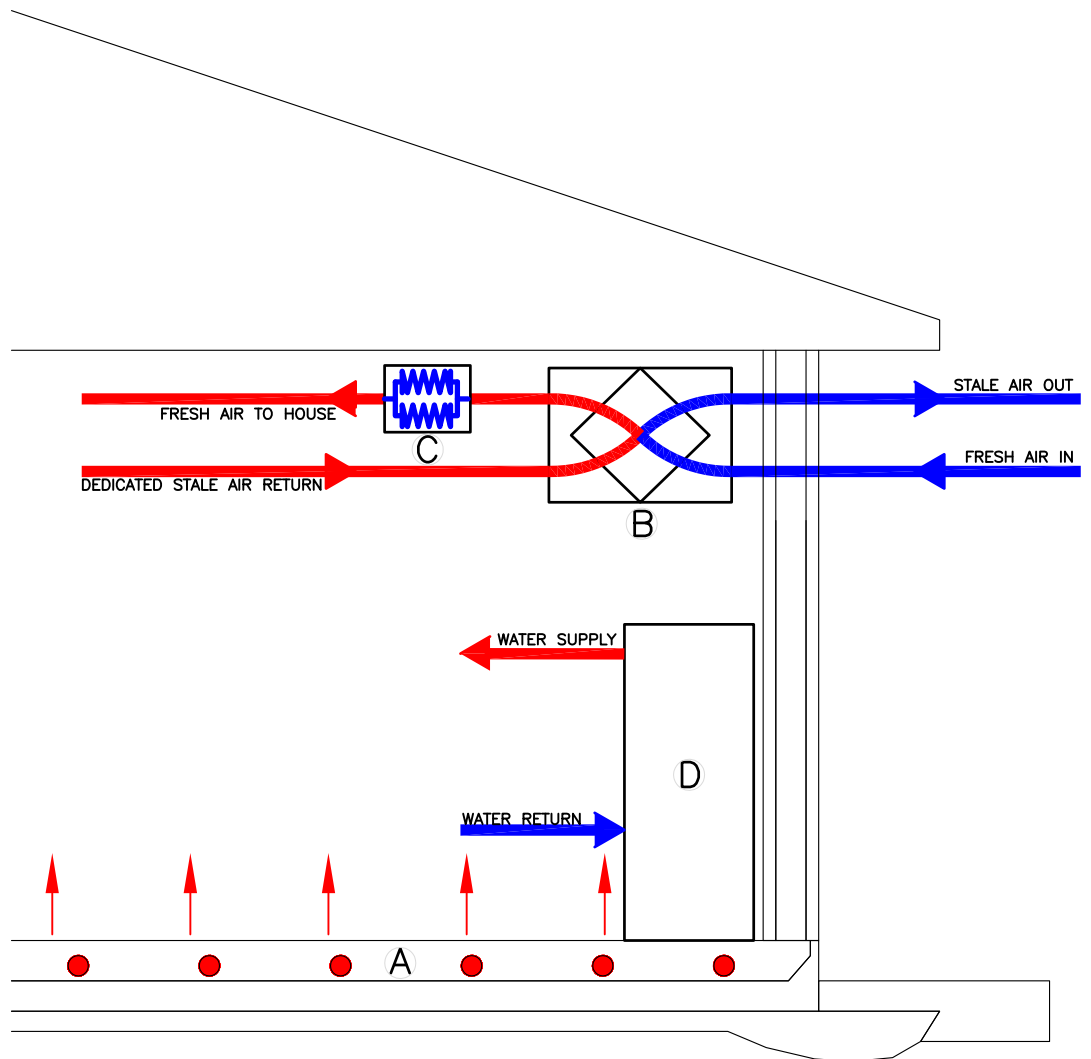 STALE AIR OUT
FRESH AIR TO HOUSE
C
FRESH AIR IN
DEDICATED STALE AIR RETURN
B
WATER SUPPLY
D
WATER RETURN
A